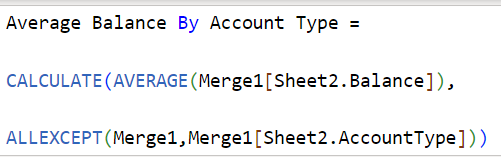 Average Balance By Account Type =
CALCULATE(AVERAGE(Merge1[Sheet2.Balance]),
ALLEXCEPT(Merge1,Merge1[Sheet2.AccountType]))